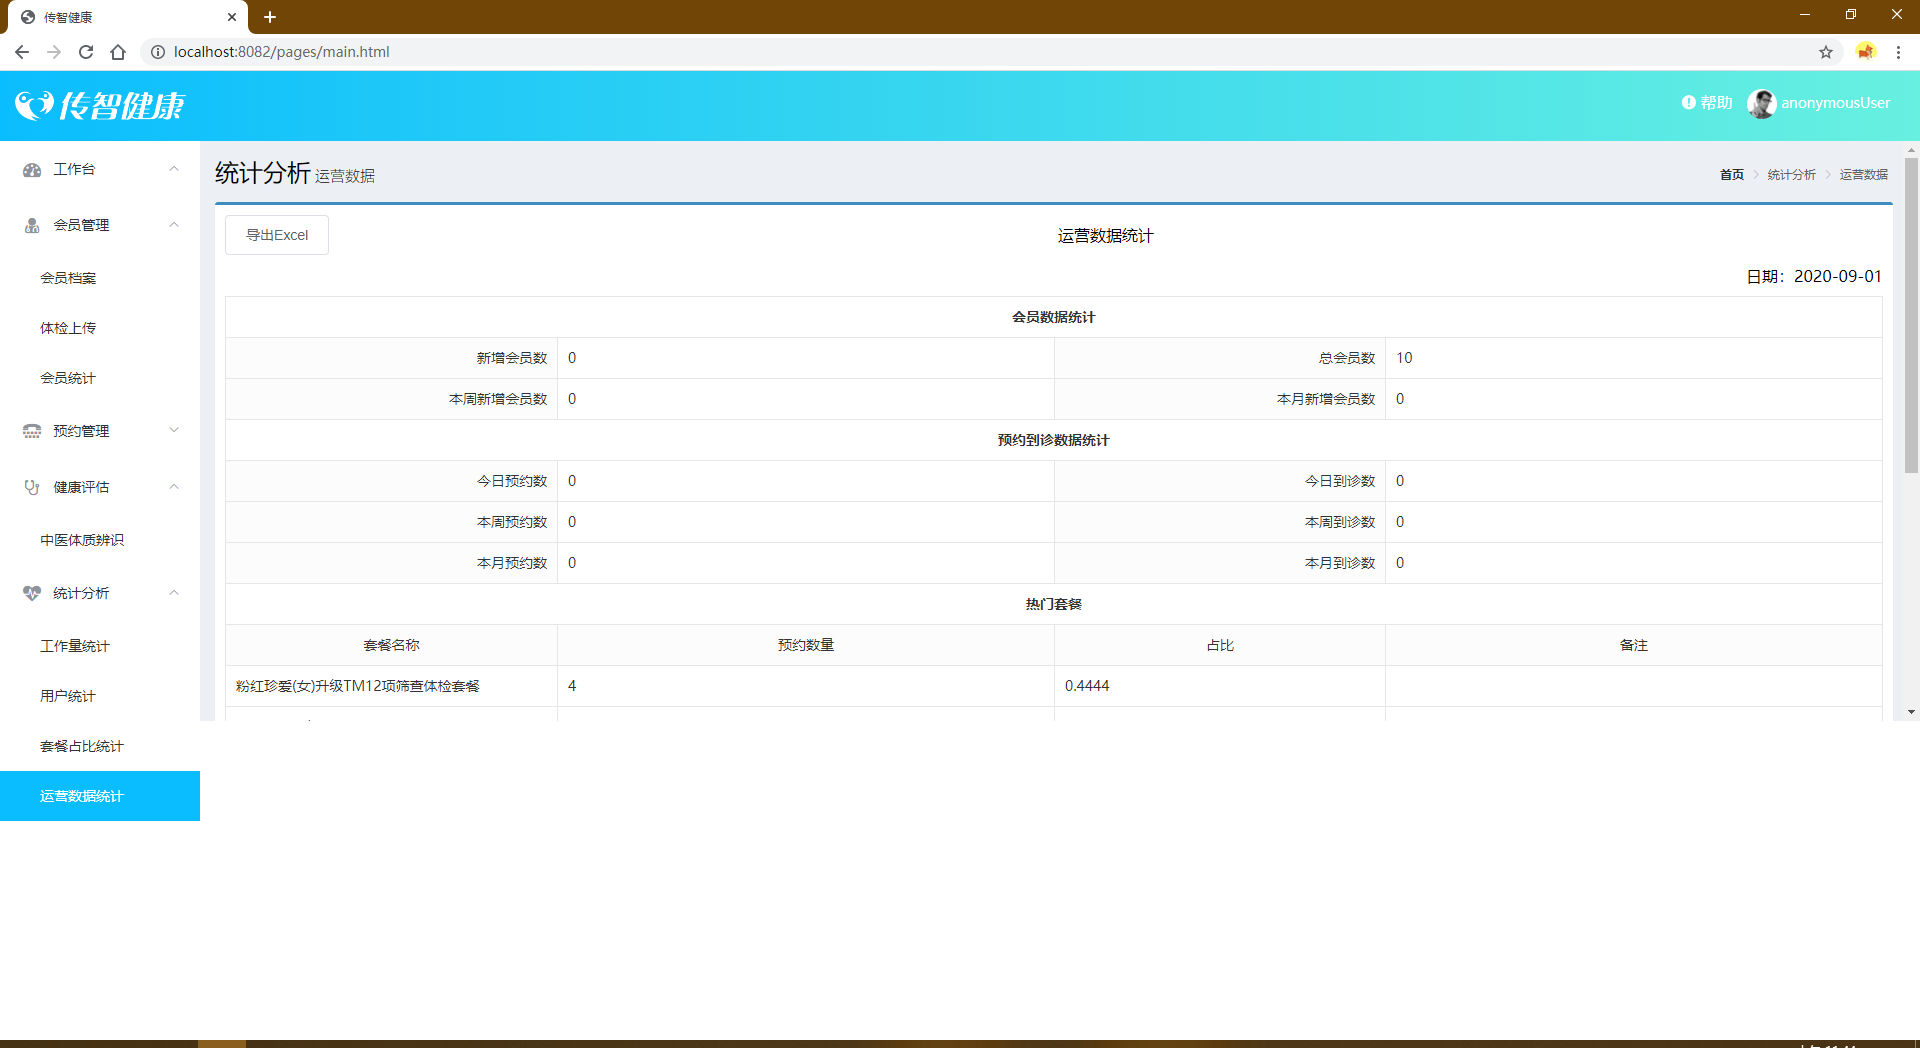 传智健康
localhost:8082/pages/main.html
传智健康
帮助 anonymousUser
工作台
会员管理
会员档案
体检上传
会员统计
预约管理
健康评估
中医体质辨识
统计分析
工作量统计
用户统计
套餐占比统计
运营数据统计
统计分析 运营数据
首页 > 统计分析 > 运营数据
导出Excel
运营数据统计
日期：2020-09-01
会员数据统计
新增会员数 0 总会员数 10
本周新增会员数 0 本月新增会员数 0
预约到诊数据统计
今日预约数 0 今日到诊数 0
本周预约数 0 本周到诊数 0
本月预约数 0 本月到诊数 0
热门套餐
套餐名称 预约数量 占比 备注
粉红珍爱(女)升级TM12项筛查体检套餐 4 0.4444